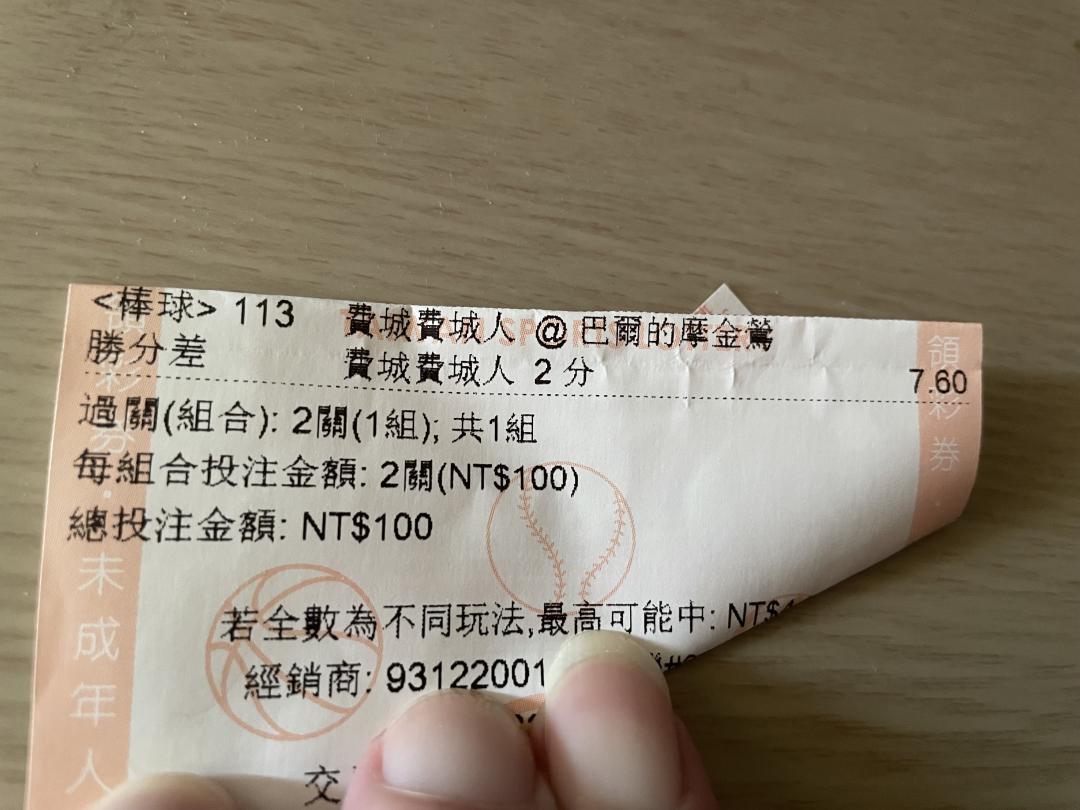 <棒球> 113 費城費城人 @ 巴爾的摩金鶯
勝分差 費城費城人 2分 7.60
過關(組合): 2關(1組); 共1組
每組合投注金額: 2關(NT$100)
總投注金額: NT$100
若全數為不同玩法,最高可能中: NT$
經銷商: 93122001
交
未成年人
領彩券